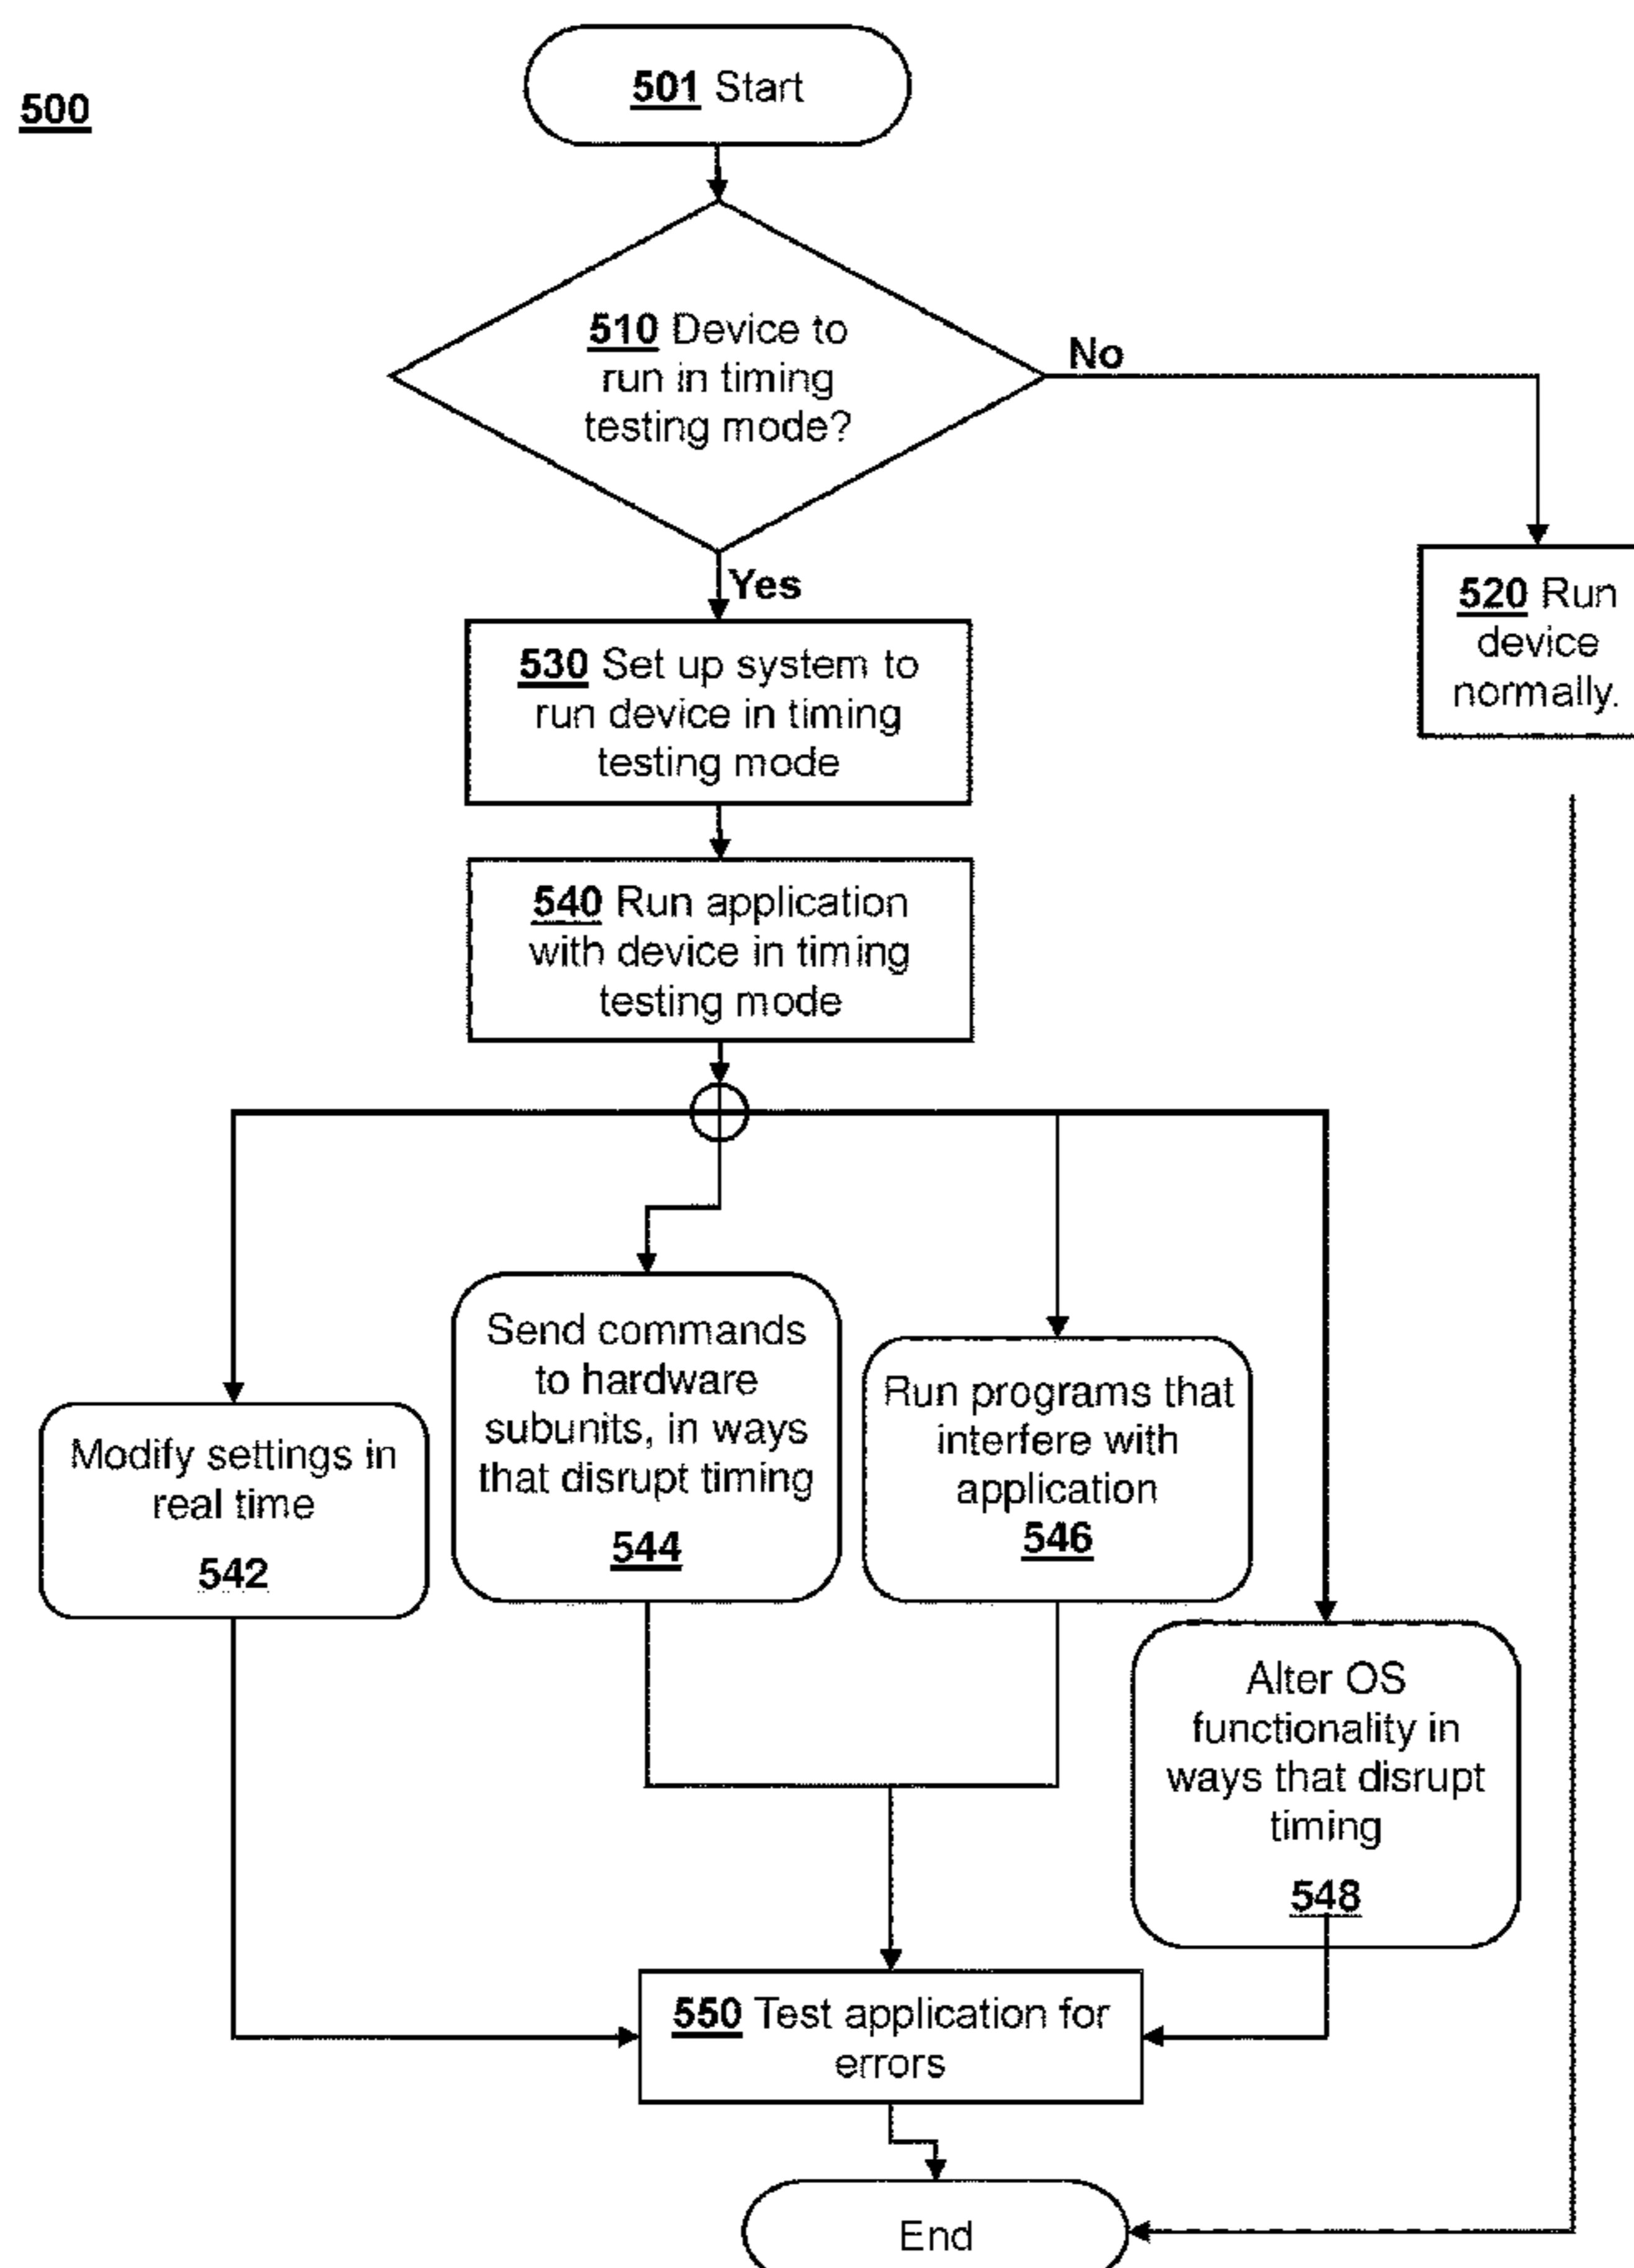 500
501 Start
510 Device to
run in timing
testing mode?
No
Yes
520 Run
device
normally.
530 Set up system to
run device in timing
testing mode
540 Run application
with device in timing
testing mode
Modify settings in
real time
542
Send commands
to hardware
subunits, in ways
that disrupt timing
544
Run programs that
interfere with
application
546
Alter OS
functionality in
ways that disrupt
timing
548
550 Test application for
errors
End